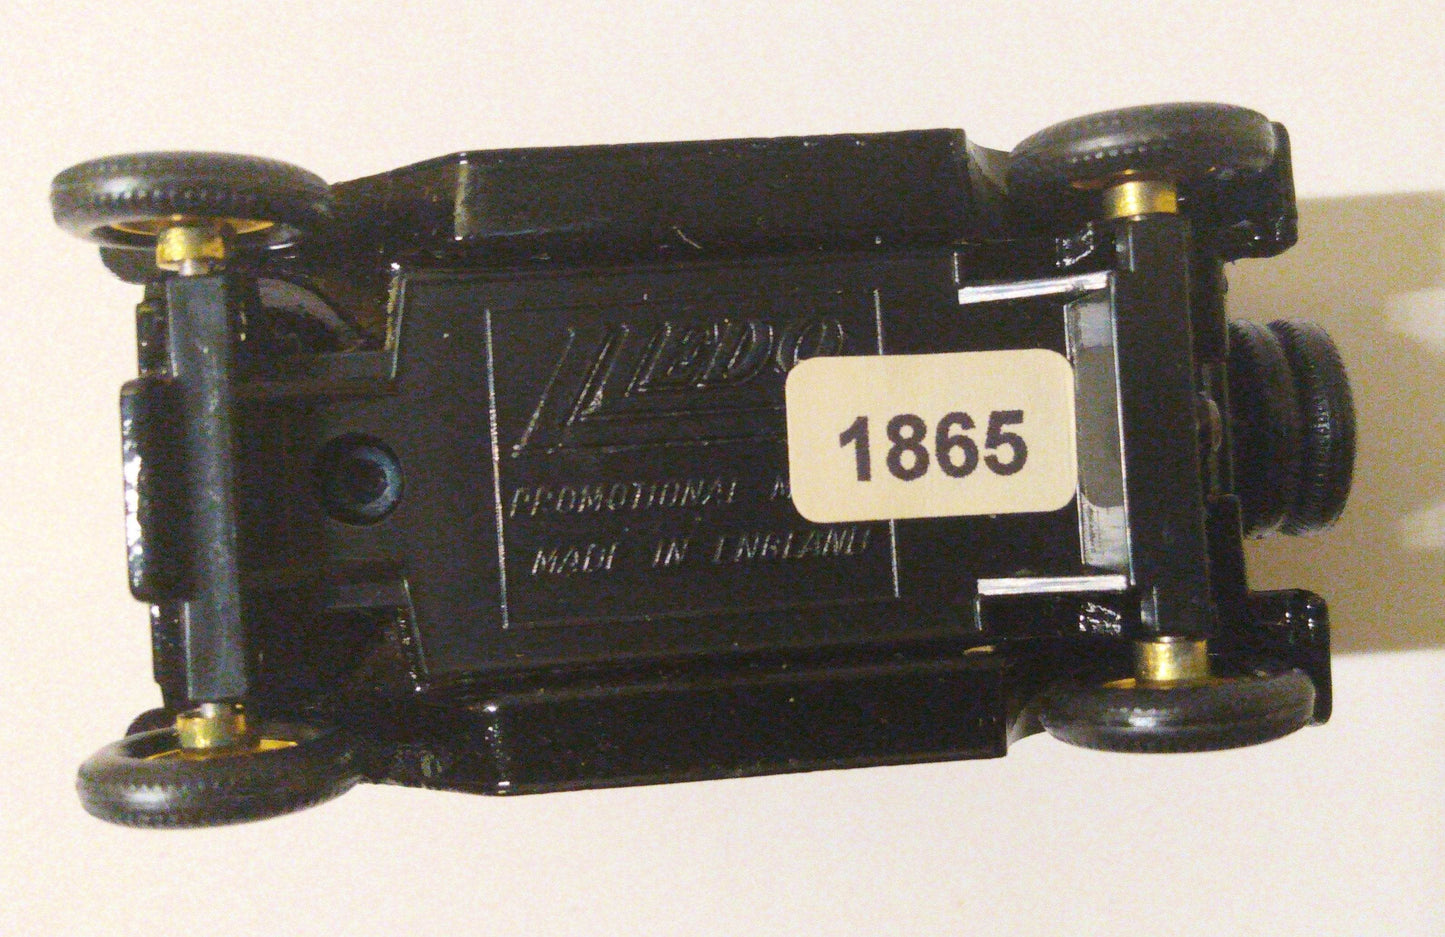 LLEDO
PROMOTIONAL M
MADE IN ENGLAND
1865